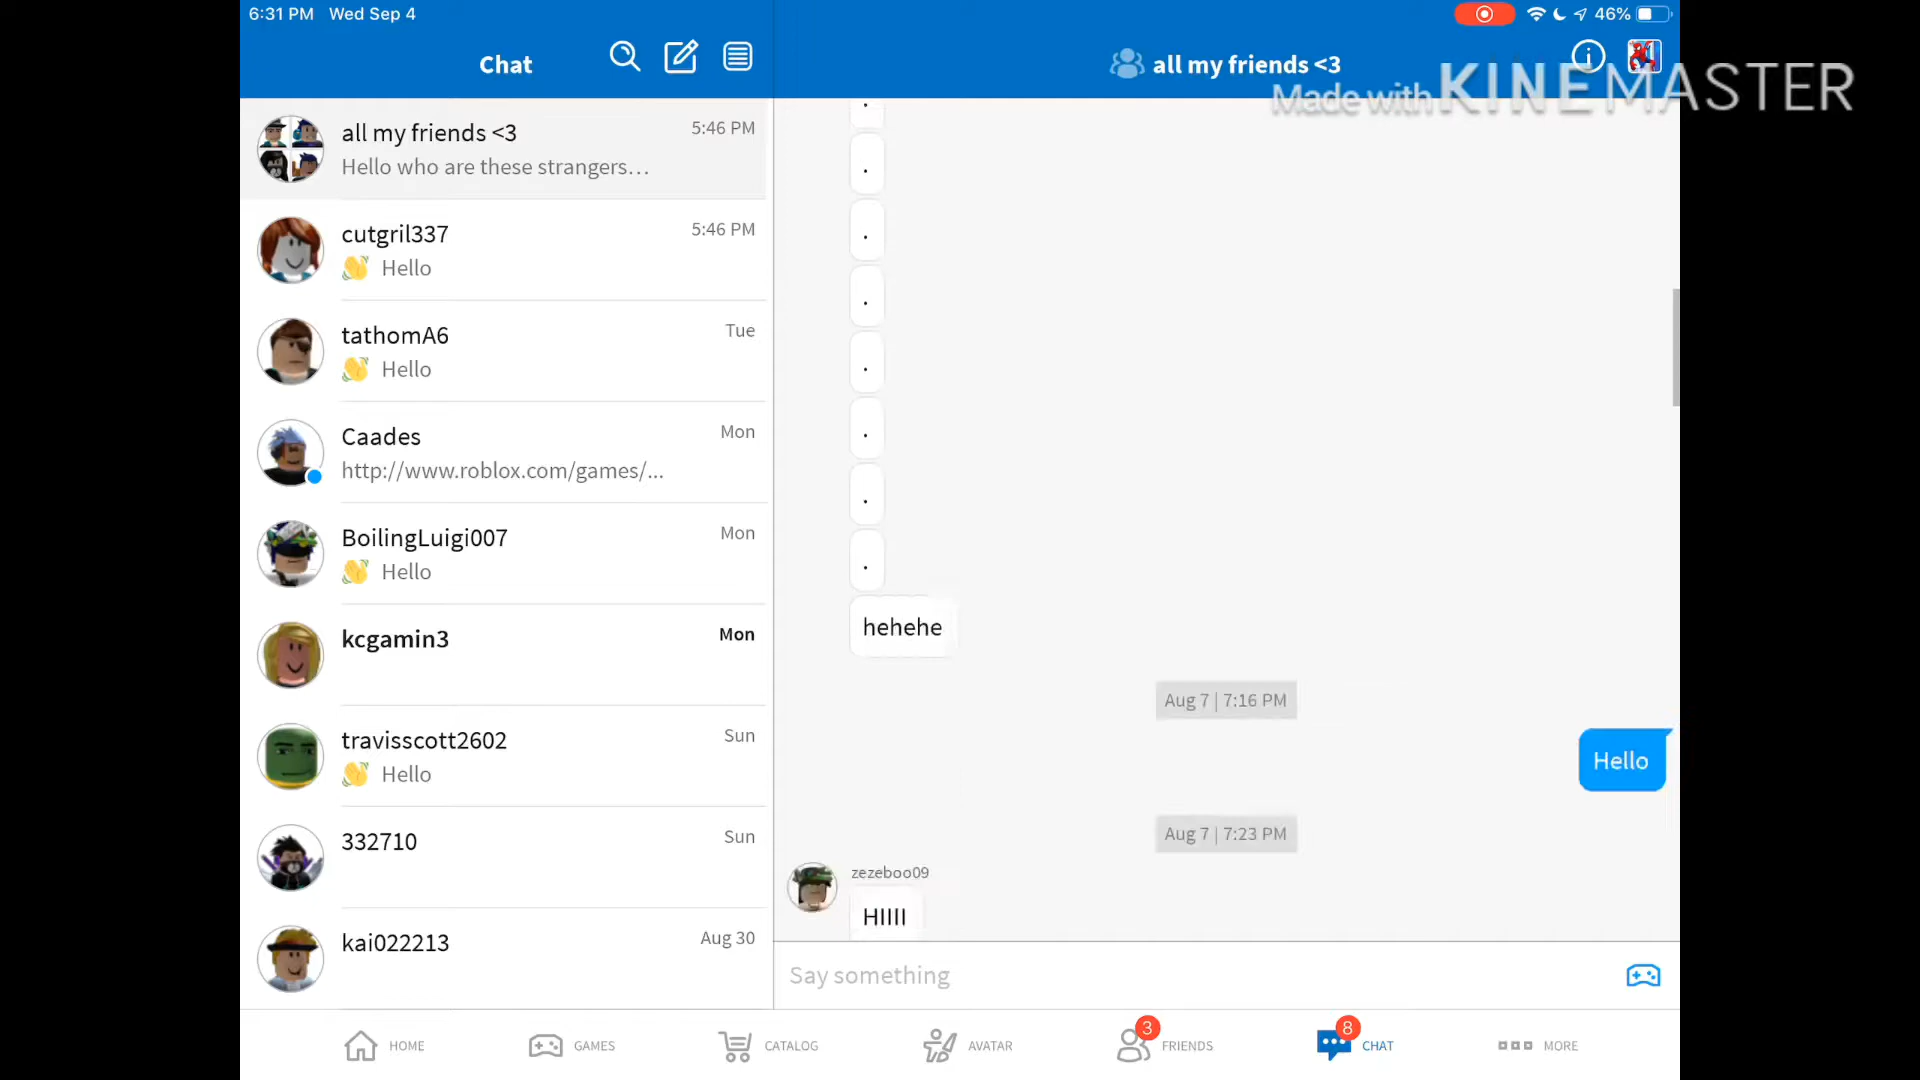 6:31 PM Wed Sep 4
46%
Chat
all my friends <3
Made with KINEMASTER
all my friends <3
5:46 PM
Hello who are these strangers…
cutgril337
5:46 PM
👋 Hello
tathomA6
Tue
👋 Hello
Caades
Mon
http://www.roblox.com/games/...
BoilingLuigi007
Mon
👋 Hello
kcgamin3
Mon
travisscott2602
Sun
👋 Hello
332710
Sun
kai022213
Aug 30
.
.
.
.
.
.
.
.
hehehe
Aug 7 | 7:16 PM
Hello
Aug 7 | 7:23 PM
zezeboo09
HIIII
Say something
HOME
GAMES
CATALOG
AVATAR
3
FRIENDS
8
CHAT
MORE